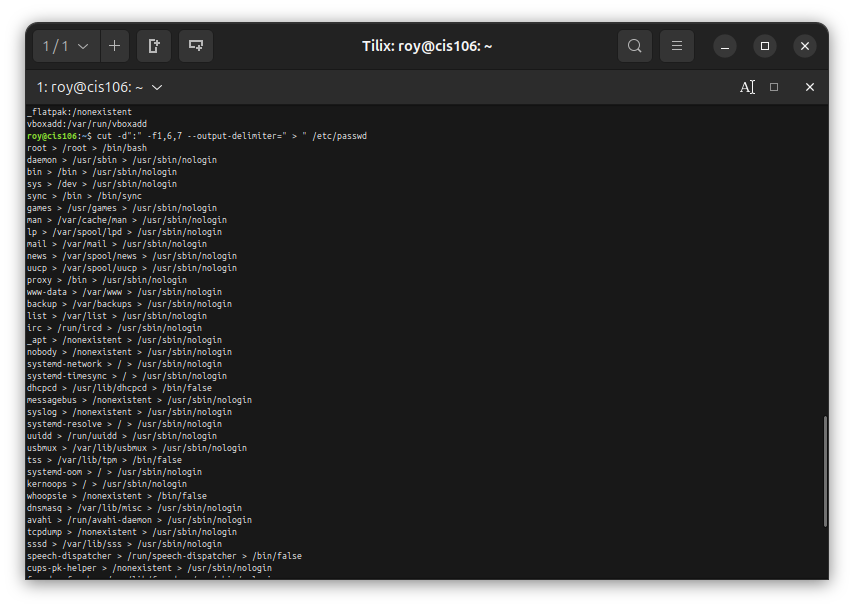 1 / 1
Tilix: roy@cis106: ~
1: roy@cis106: ~
_flatpak:/nonexistent
vboxadd:/var/run/vboxadd
roy@cis106:~$ cut -d":" -f1,6,7 --output-delimiter=" > " /etc/passwd
root > /root > /bin/bash
daemon > /usr/sbin > /usr/sbin/nologin
bin > /bin > /usr/sbin/nologin
sys > /dev > /usr/sbin/nologin
sync > /bin > /bin/sync
games > /usr/games > /usr/sbin/nologin
man > /var/cache/man > /usr/sbin/nologin
lp > /var/spool/lpd > /usr/sbin/nologin
mail > /var/mail > /usr/sbin/nologin
news > /var/spool/news > /usr/sbin/nologin
uucp > /var/spool/uucp > /usr/sbin/nologin
proxy > /bin > /usr/sbin/nologin
www-data > /var/www > /usr/sbin/nologin
backup > /var/backups > /usr/sbin/nologin
list > /var/list > /usr/sbin/nologin
irc > /run/ircd > /usr/sbin/nologin
_apt > /nonexistent > /usr/sbin/nologin
nobody > /nonexistent > /usr/sbin/nologin
systemd-network > / > /usr/sbin/nologin
systemd-timesync > / > /usr/sbin/nologin
dhcpcd > /usr/lib/dhcpcd > /bin/false
messagebus > /nonexistent > /usr/sbin/nologin
syslog > /nonexistent > /usr/sbin/nologin
systemd-resolve > / > /usr/sbin/nologin
uuidd > /run/uuidd > /usr/sbin/nologin
usbmux > /var/lib/usbmux > /usr/sbin/nologin
tss > /var/lib/tpm > /bin/false
systemd-oom > / > /usr/sbin/nologin
kernoops > / > /usr/sbin/nologin
whoopsie > /nonexistent > /bin/false
dnsmasq > /var/lib/misc > /usr/sbin/nologin
avahi > /run/avahi-daemon > /usr/sbin/nologin
tcpdump > /nonexistent > /usr/sbin/nologin
sssd > /var/lib/sss > /usr/sbin/nologin
speech-dispatcher > /run/speech-dispatcher > /bin/false
cups-pk-helper > /nonexistent > /usr/sbin/nologin